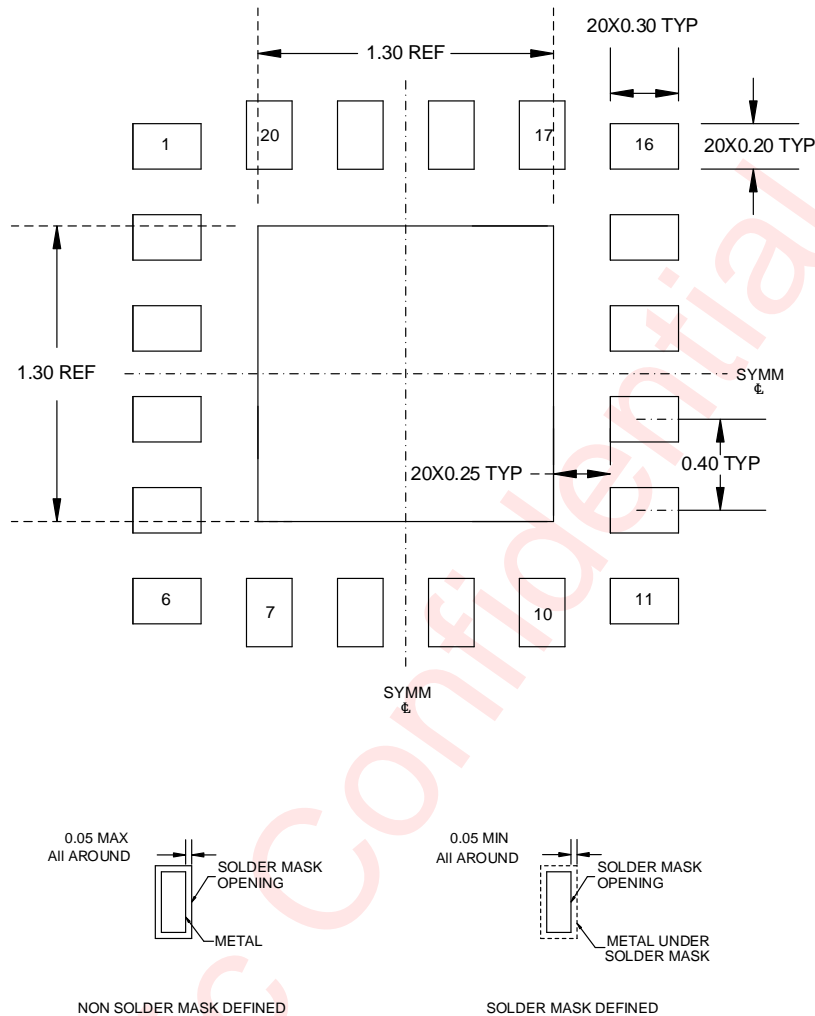 20X0.30 TYP
1.30 REF
1
20
17
16
20X0.20 TYP
1.30 REF
SYMM
℄
20X0.25 TYP
0.40 TYP
6
7
10
11
SYMM
℄
0.05 MAX
All AROUND
SOLDER MASK
OPENING
METAL
0.05 MIN
All AROUND
SOLDER MASK
OPENING
METAL UNDER
SOLDER MASK
NON SOLDER MASK DEFINED
SOLDER MASK DEFINED
c Confidential